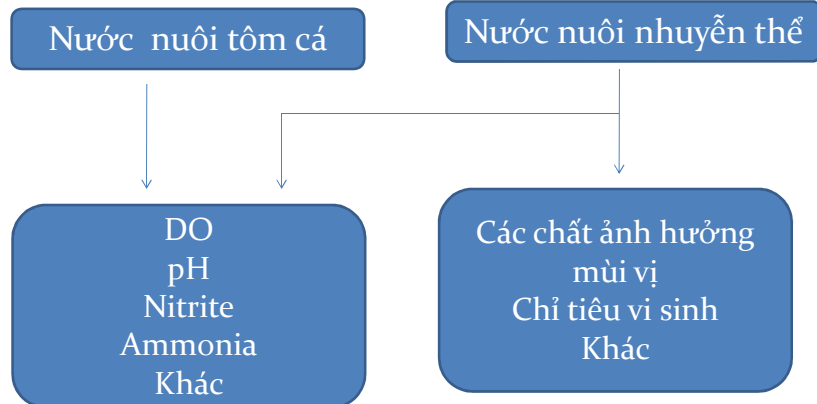 Nước nuôi tôm cá
Nước nuôi nhuyễn thể
DO
pH
Nitrite
Ammonia
Khác
Các chất ảnh hưởng
mùi vị
Chỉ tiêu vi sinh
Khác